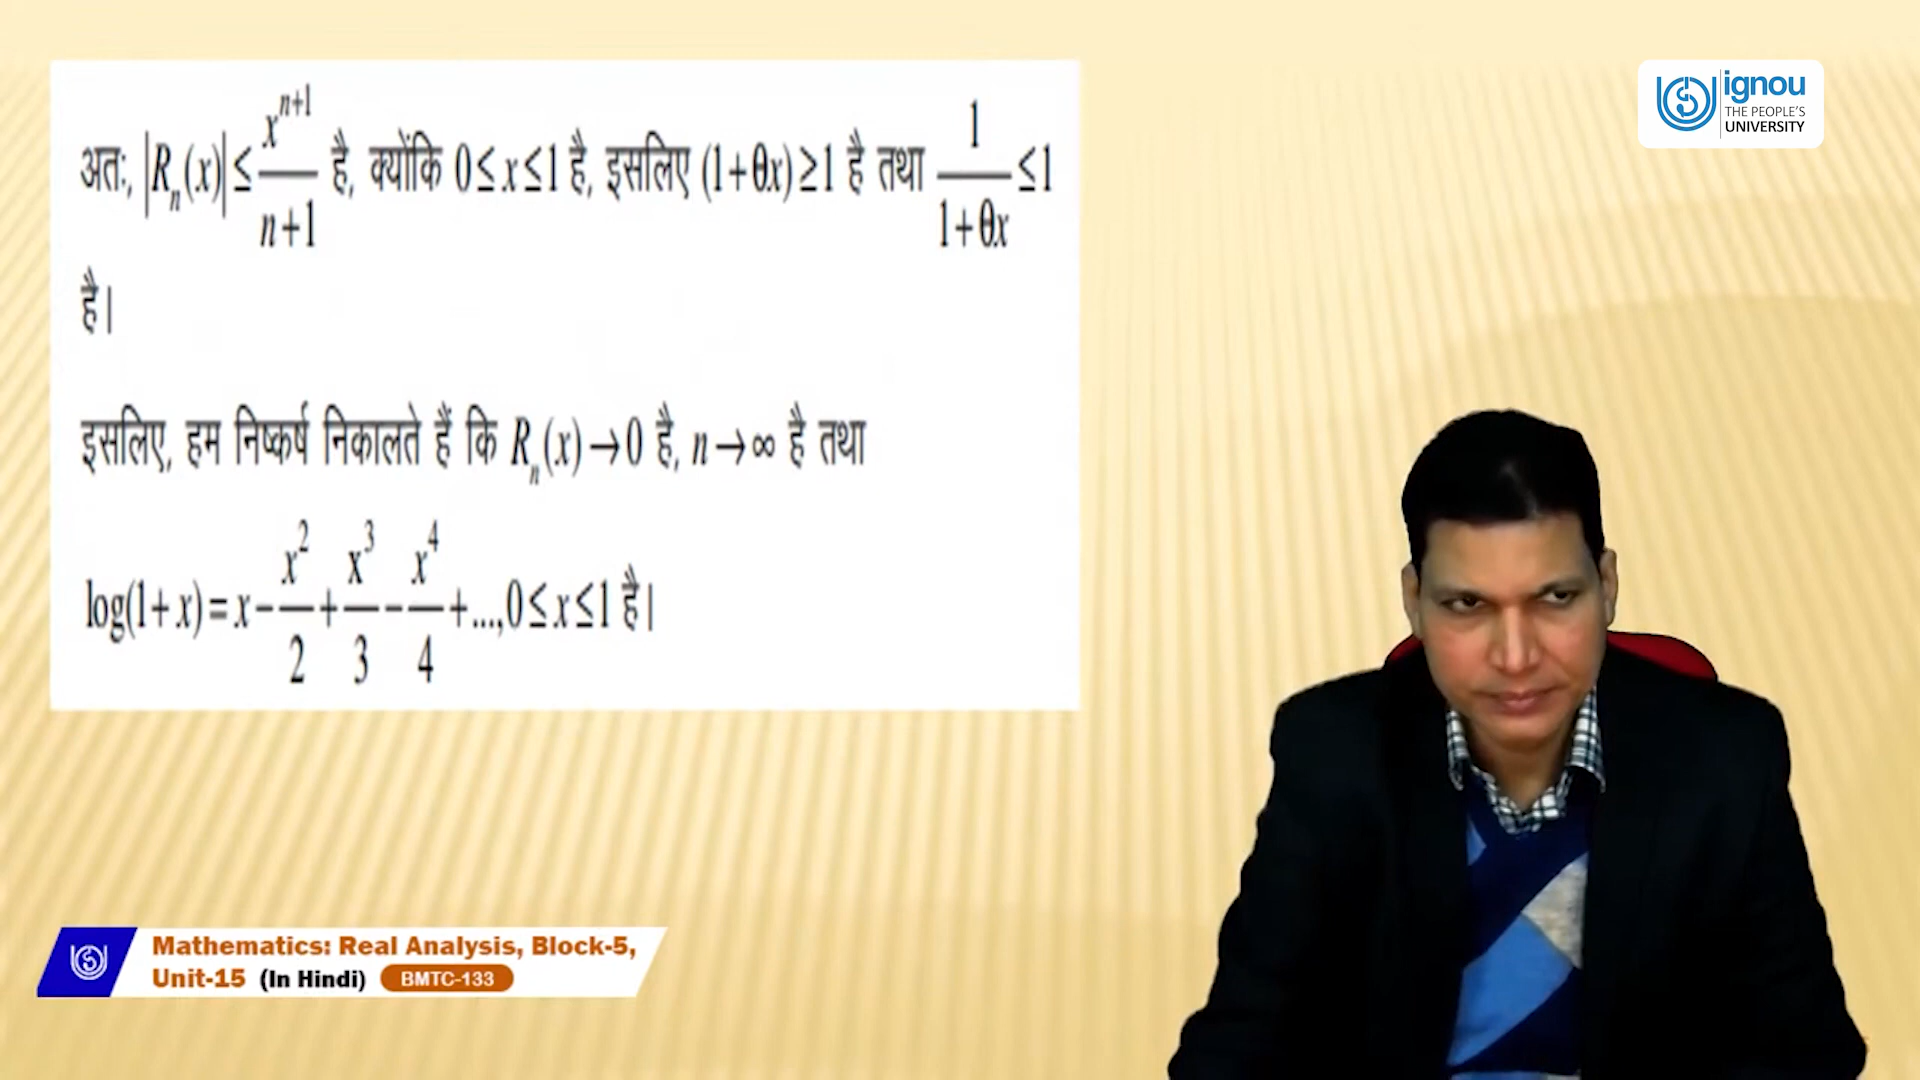 अतः, |Rₙ(x)| ≤ xⁿ⁺¹/(n+1) है, क्योंकि 0 ≤ x ≤ 1 है, इसलिए (1+θx) ≥ 1 है तथा 1/(1+θx) ≤ 1
है।
इसलिए, हम निष्कर्ष निकालते हैं कि Rₙ(x) → 0 है, n → ∞ है तथा
log(1+x) = x − x²/2 + x³/3 − x⁴/4 + ..., 0 ≤ x ≤ 1 है।
ignou
THE PEOPLE'S
UNIVERSITY
Mathematics: Real Analysis, Block-5,
Unit-15 (In Hindi) BMTC-133